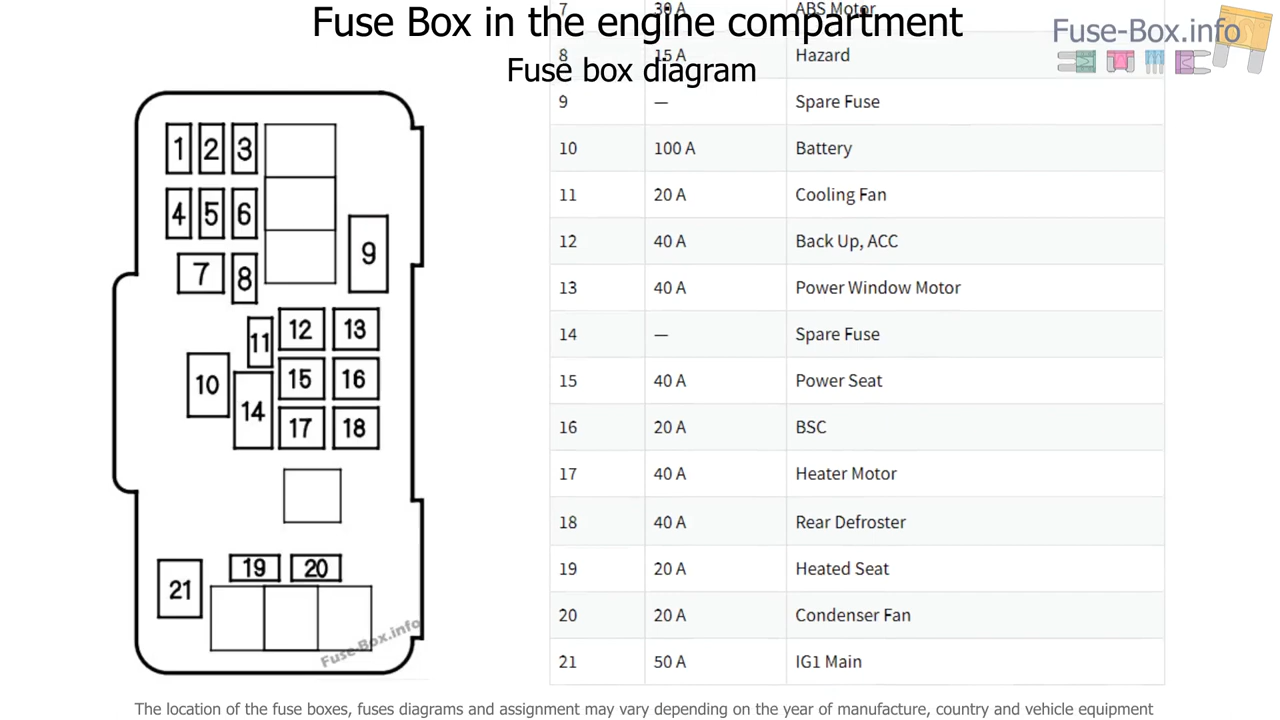 Fuse Box in the engine compartment
Fuse box diagram
Fuse-Box.info
7 30 A ABS Motor
8 15 A Hazard
9 — Spare Fuse
10 100 A Battery
11 20 A Cooling Fan
12 40 A Back Up, ACC
13 40 A Power Window Motor
14 — Spare Fuse
15 40 A Power Seat
16 20 A BSC
17 40 A Heater Motor
18 40 A Rear Defroster
19 20 A Heated Seat
20 20 A Condenser Fan
21 50 A IG1 Main
1 2 3
4 5 6
7 8 9
11 12 13
10 14 15 16
17 18
19 20
21
Fuse-Box.info
The location of the fuse boxes, fuses diagrams and assignment may vary depending on the year of manufacture, country and vehicle equipment